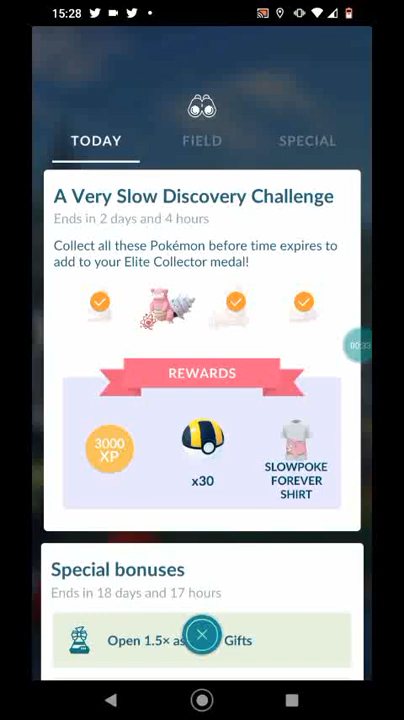 15:28
TODAY
FIELD
SPECIAL
A Very Slow Discovery Challenge
Ends in 2 days and 4 hours
Collect all these Pokémon before time expires to
add to your Elite Collector medal!
00:33
REWARDS
3000
XP
x30
SLOWPOKE
FOREVER
SHIRT
Special bonuses
Ends in 18 days and 17 hours
Open 1.5× as Gifts